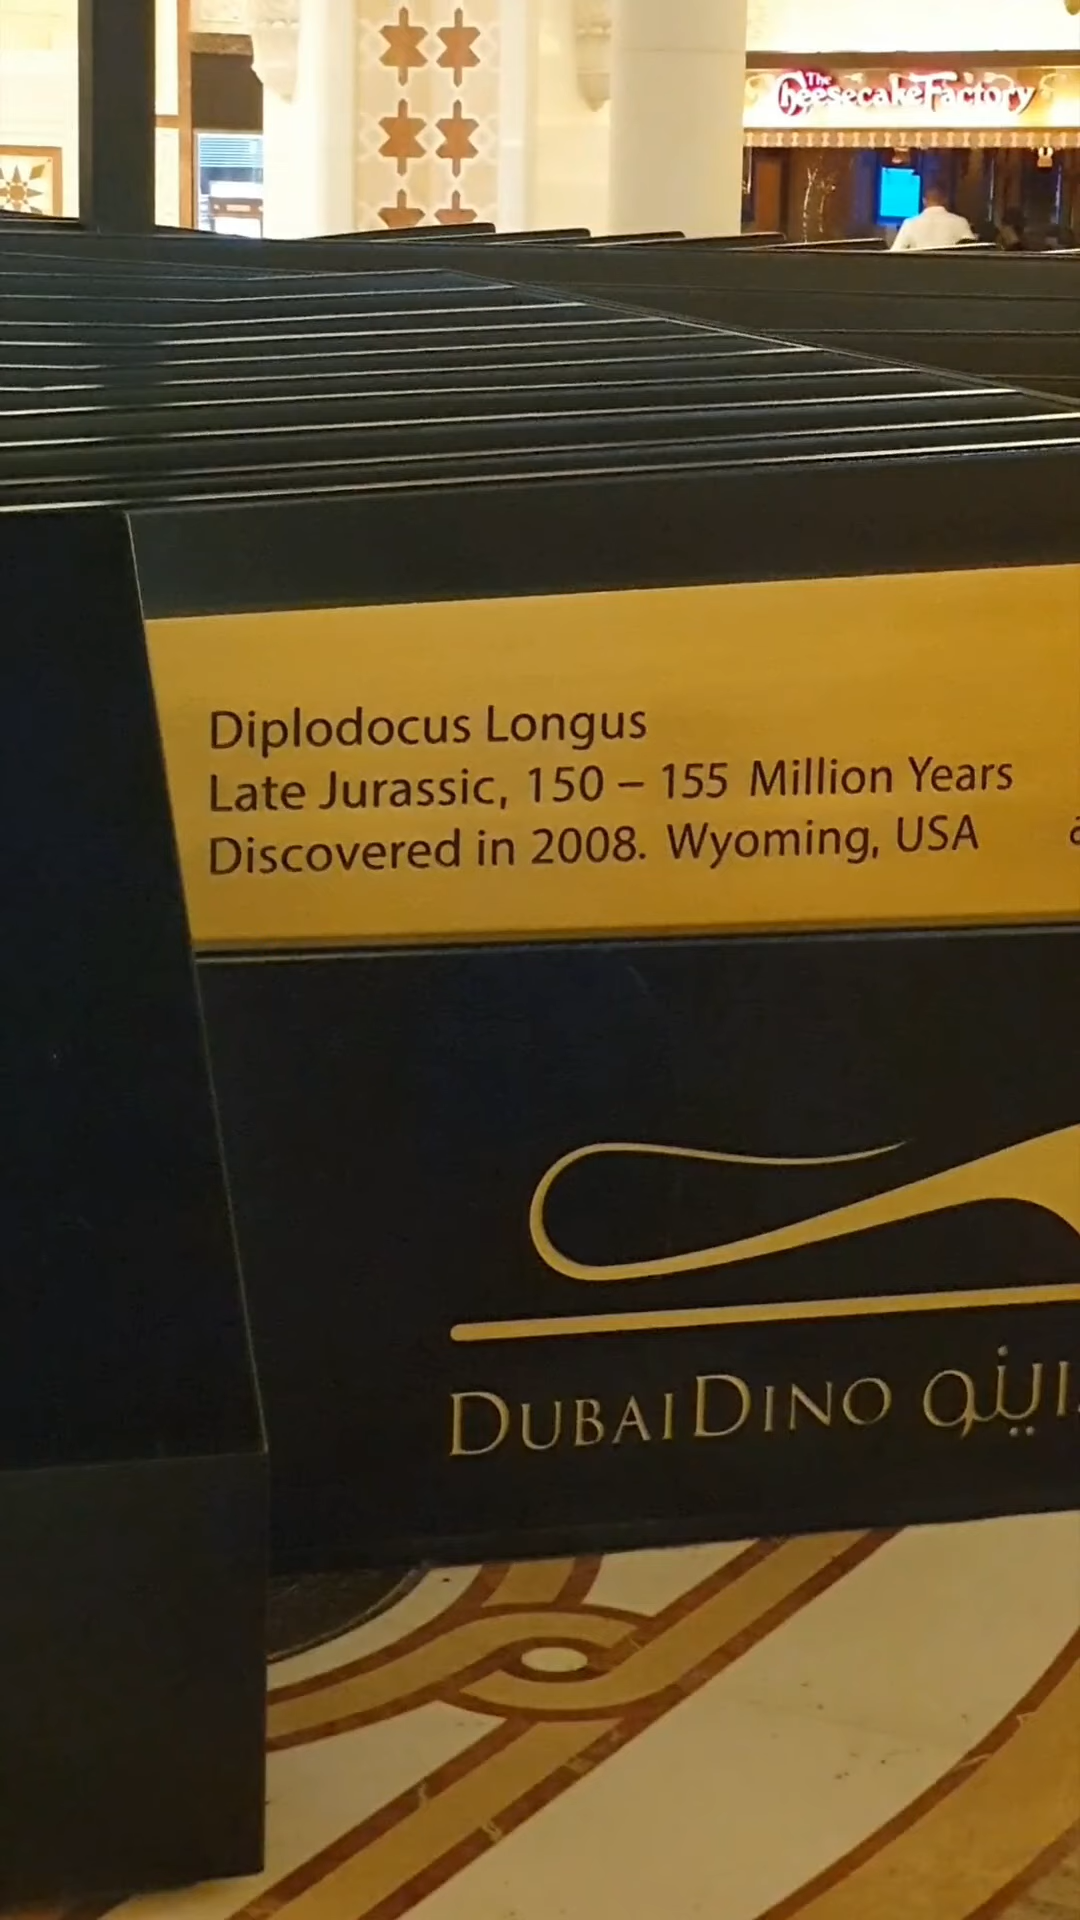 The
Cheesecake Factory
Diplodocus Longus
Late Jurassic, 150 – 155 Million Years
Discovered in 2008. Wyoming, USA
DUBAIDINO